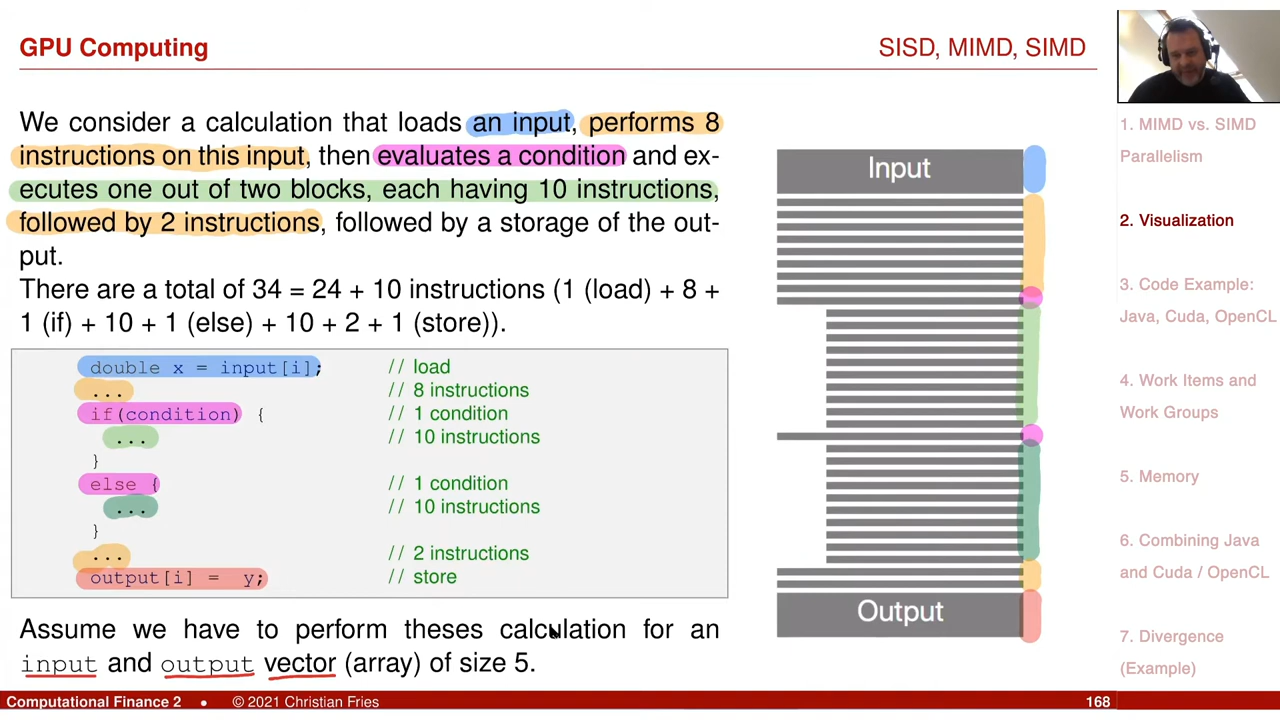 GPU Computing
SISD, MIMD, SIMD
We consider a calculation that loads an input, performs 8
instructions on this input, then evaluates a condition and ex-
ecutes one out of two blocks, each having 10 instructions,
followed by 2 instructions, followed by a storage of the out-
put.
There are a total of 34 = 24 + 10 instructions (1 (load) + 8 +
1 (if) + 10 + 1 (else) + 10 + 2 + 1 (store)).
double x = input[i]; // load
... // 8 instructions
if(condition) { // 1 condition
... // 10 instructions
}
else { // 1 condition
... // 10 instructions
}
... // 2 instructions
output[i] = y; // store
Assume we have to perform theses calculation for an
input and output vector (array) of size 5.
Input
Output
1. MIMD vs. SIMD
Parallelism
2. Visualization
3. Code Example:
Java, Cuda, OpenCL
4. Work Items and
Work Groups
5. Memory
6. Combining Java
and Cuda / OpenCL
7. Divergence
(Example)
Computational Finance 2 • © 2021 Christian Fries 168